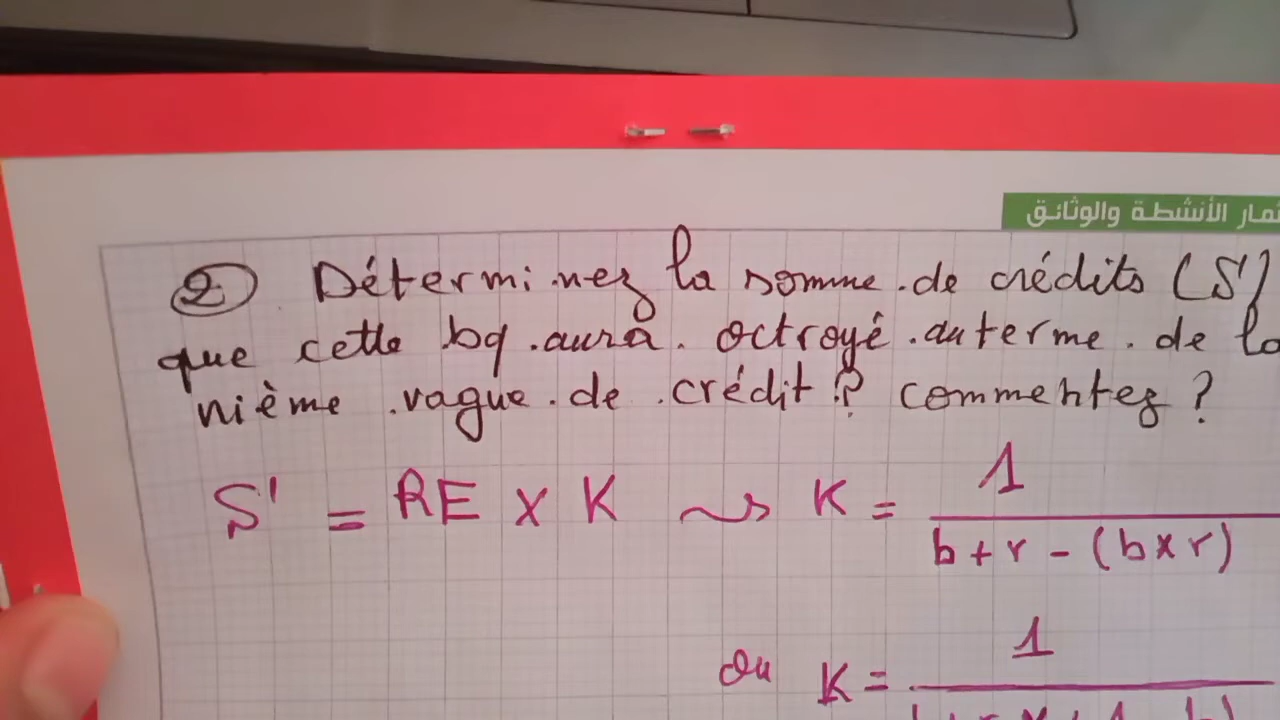 مار الأنشطة والوثائق
② Déterminez la somme de crédits (S')
que cette bq aura octroyé au terme de la
nième vague de crédit? commentez?
S' = RE × K ⇝ K = 1 / b + r - (b×r)
ou K = 1